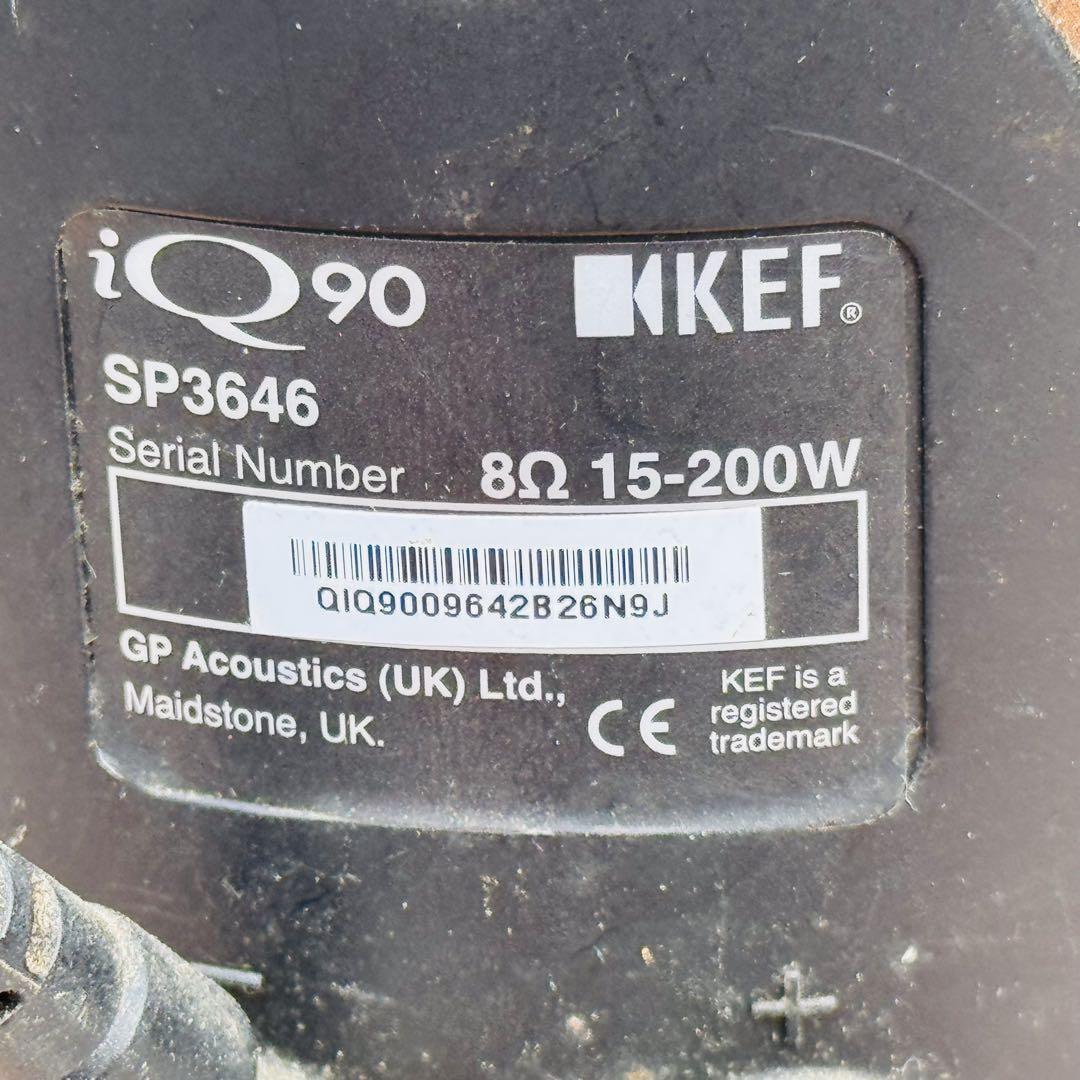 iQ90
KEF®
SP3646
Serial Number
8Ω 15-200W
QIQ9009642B26N9J
GP Acoustics (UK) Ltd.,
Maidstone, UK.
CE
KEF is a
registered
trademark
+
-